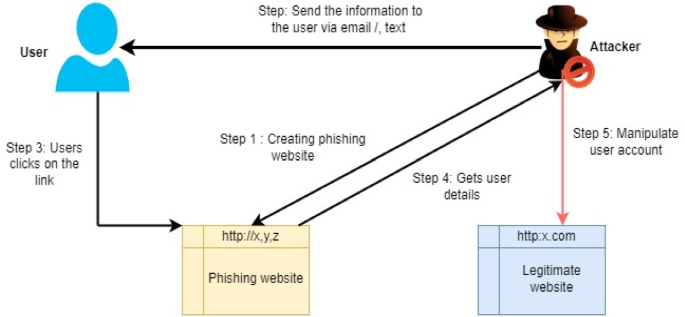 Step: Send the information to
the user via email /, text
User
Attacker
Step 3: Users
clicks on the
link
Step 1 : Creating phishing
website
Step 4: Gets user
details
Step 5: Manipulate
user account
http://x,y,z
Phishing website
http:x.com
Legitimate
website